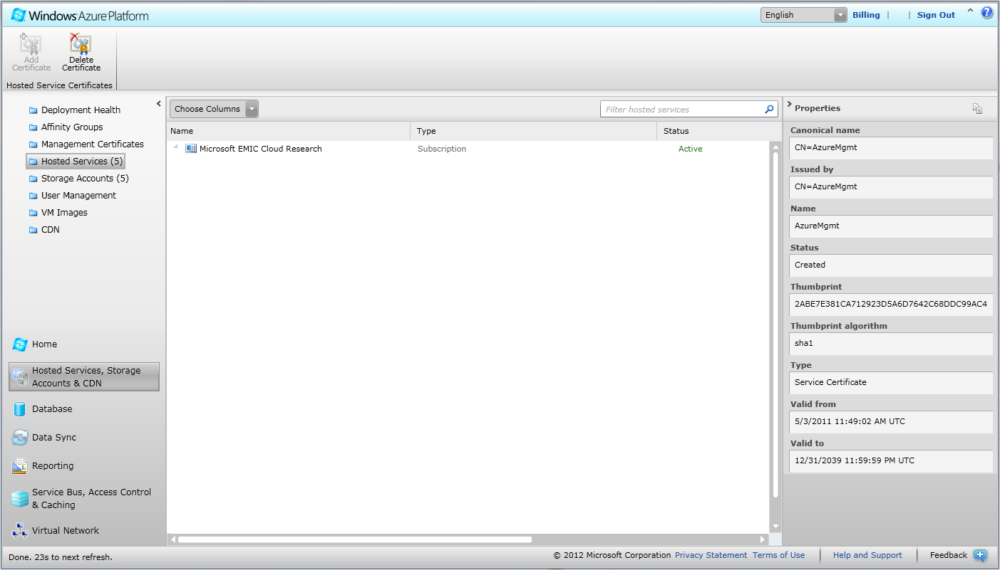 Windows Azure Platform
English
Billing | | Sign Out
Add
Certificate
Delete
Certificate
Hosted Service Certificates
Deployment Health
Affinity Groups
Management Certificates
Hosted Services (5)
Storage Accounts (5)
User Management
VM Images
CDN
Home
Hosted Services, Storage
Accounts & CDN
Database
Data Sync
Reporting
Service Bus, Access Control
& Caching
Virtual Network
Choose Columns
Filter hosted services
Name Type Status
Microsoft EMIC Cloud Research Subscription Active
Properties
Canonical name
CN=AzureMgmt
Issued by
CN=AzureMgmt
Name
AzureMgmt
Status
Created
Thumbprint
2ABE7E381CA712923D5A6D7642C68DDC99AC4
Thumbprint algorithm
sha1
Type
Service Certificate
Valid from
5/3/2011 11:49:02 AM UTC
Valid to
12/31/2039 11:59:59 PM UTC
Done. 23s to next refresh.
© 2012 Microsoft Corporation Privacy Statement Terms of Use | Help and Support | Feedback